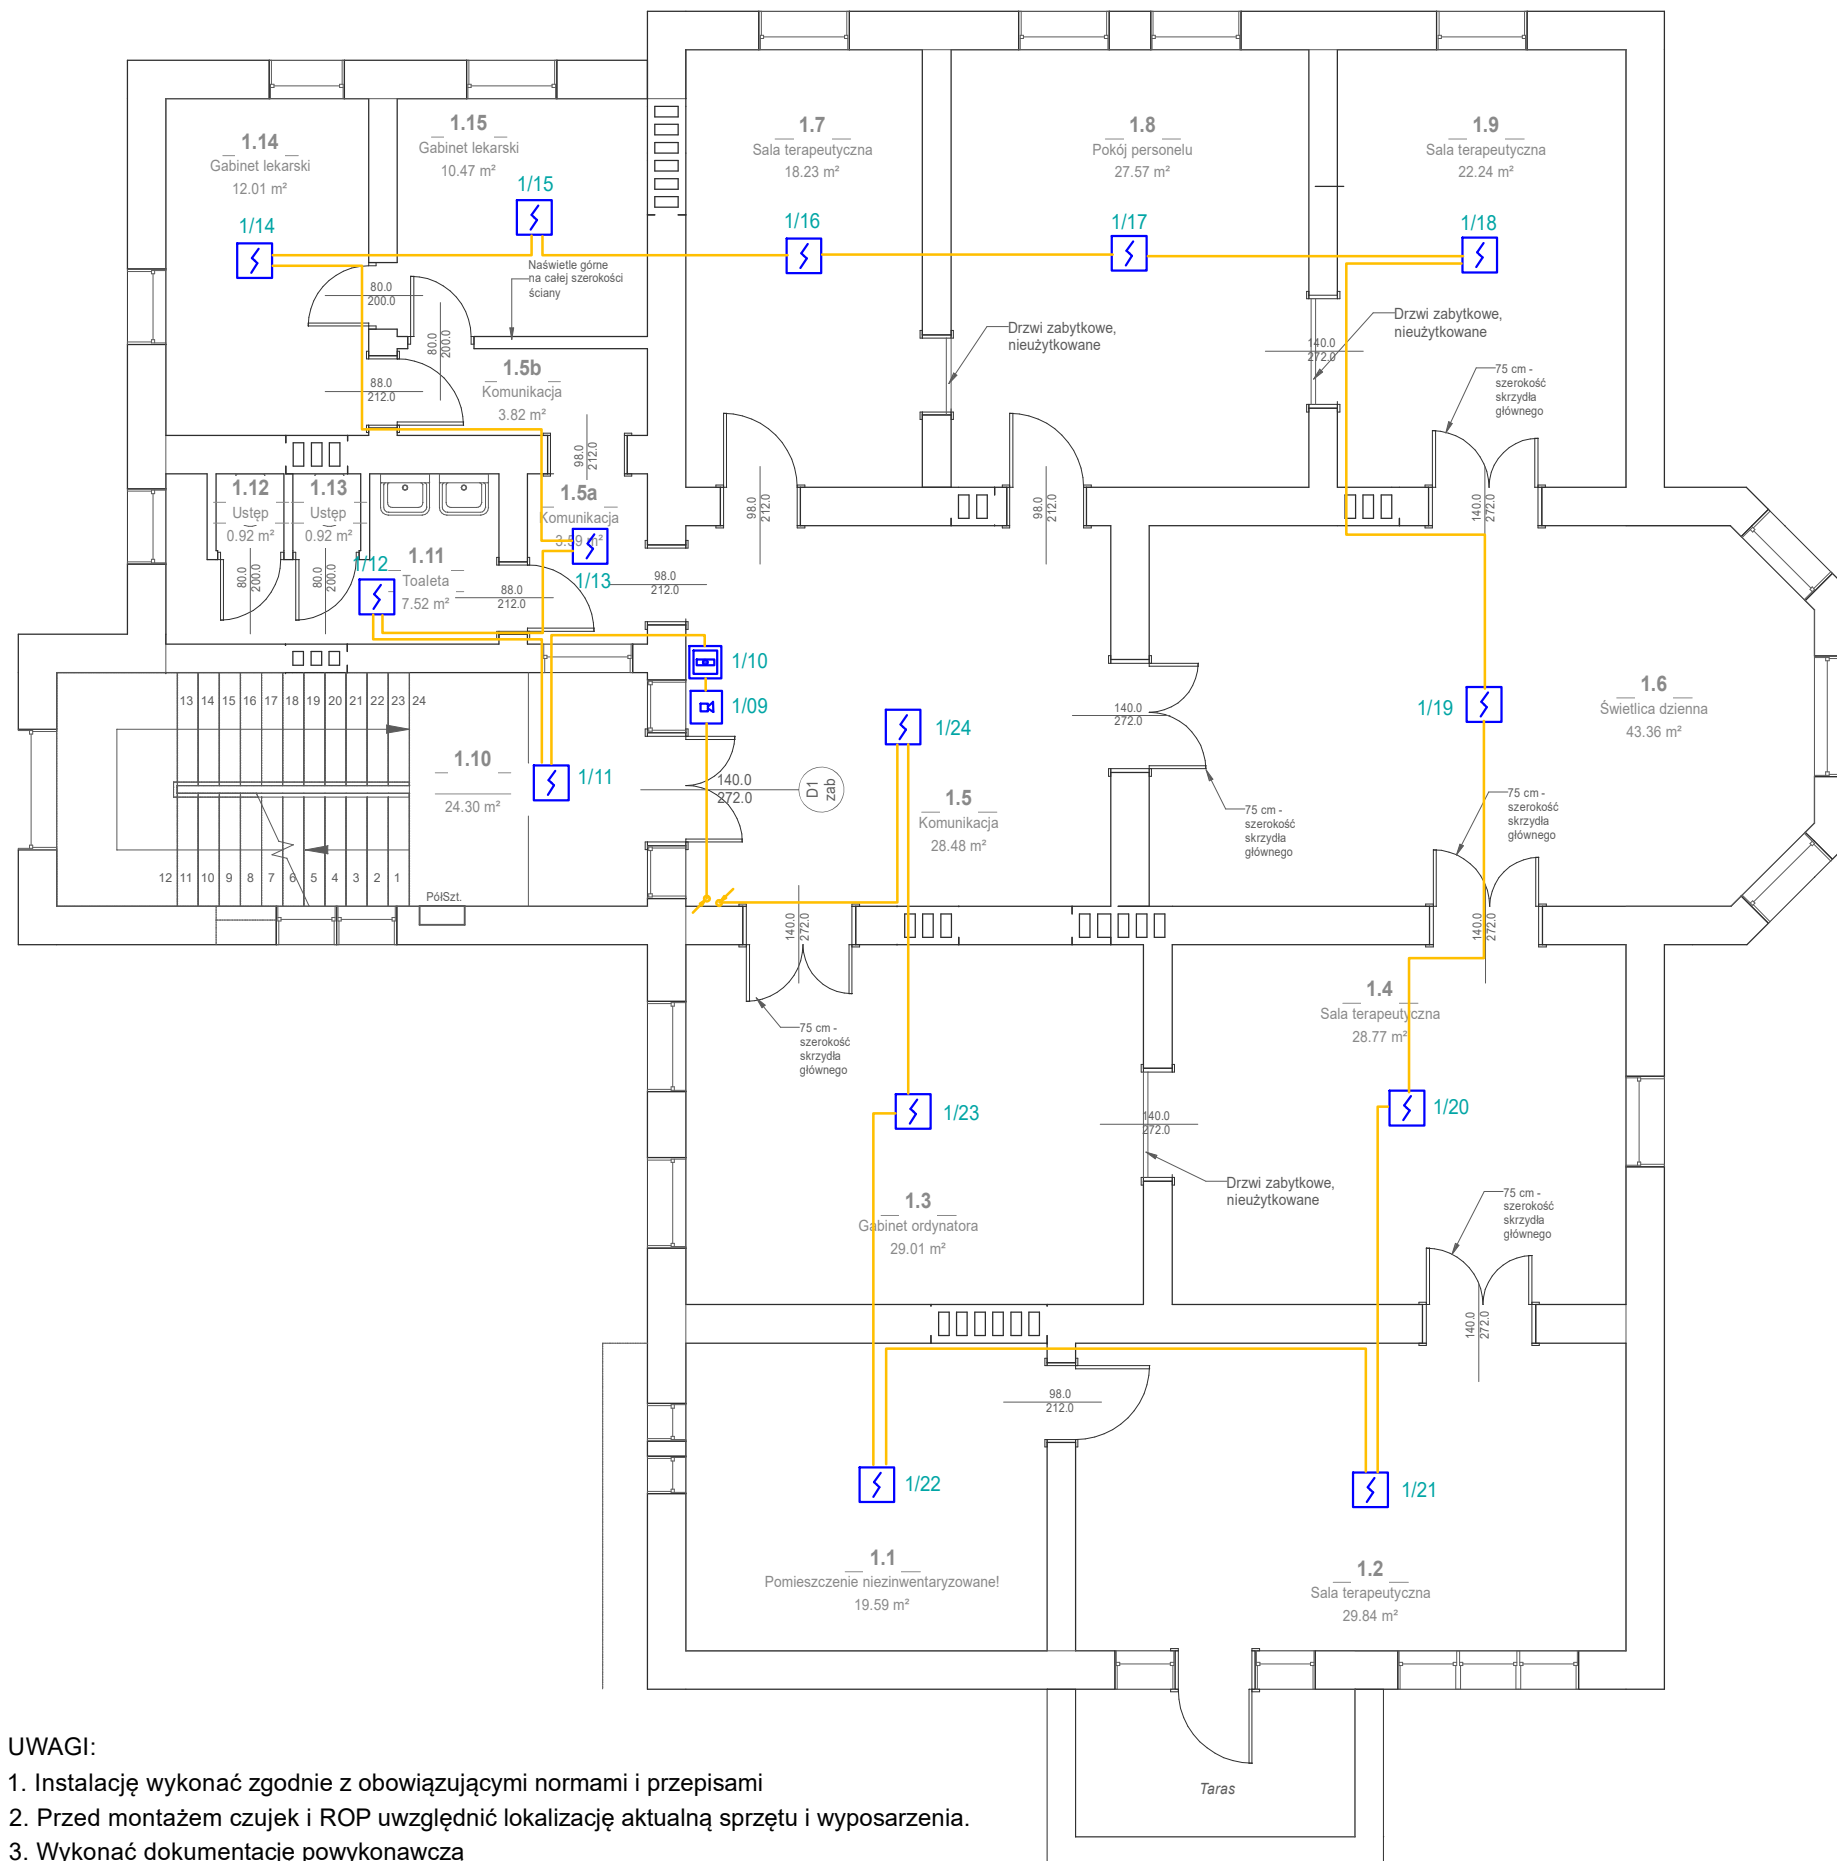 1.14
Gabinet lekarski
12.01 m²
1/14
1.15
Gabinet lekarski
10.47 m²
1/15
Naświetle górne
na całej szerokości
ściany
80.0
200.0
80.0
200.0
88.0
212.0
1.5b
Komunikacja
3.82 m²
98.0
212.0
1.7
Sala terapeutyczna
18.23 m²
1/16
1.8
Pokój personelu
27.57 m²
1/17
1.9
Sala terapeutyczna
22.24 m²
1/18
Drzwi zabytkowe,
nieużytkowane
Drzwi zabytkowe,
nieużytkowane
140.0
272.0
75 cm -
szerokość
skrzydła
głównego
98.0
212.0
98.0
212.0
140.0
272.0
1.12
Ustęp
0.92 m²
1.13
Ustęp
0.92 m²
80.0
200.0
80.0
200.0
1/12
1.11
Toaleta
7.52 m²
88.0
212.0
1.5a
Komunikacja
3.59 m²
1/13
98.0
212.0
1/10
1/09
1/24
140.0
272.0
1/19
1.6
Świetlica dzienna
43.36 m²
13 14 15 16 17 18 19 20 21 22 23 24
1.10
24.30 m²
1/11
140.0
272.0
D1
zab
1.5
Komunikacja
28.48 m²
75 cm -
szerokość
skrzydła
głównego
75 cm -
szerokość
skrzydła
głównego
12 11 10 9 8 7 6 5 4 3 2 1
PółSzt.
140.0
272.0
140.0
272.0
75 cm -
szerokość
skrzydła
głównego
1.4
Sala terapeutyczna
28.77 m²
1/23
1/20
140.0
272.0
Drzwi zabytkowe,
nieużytkowane
1.3
Gabinet ordynatora
29.01 m²
75 cm -
szerokość
skrzydła
głównego
140.0
272.0
98.0
212.0
1/22
1/21
1.1
Pomieszczenie niezinwentaryzowane!
19.59 m²
1.2
Sala terapeutyczna
29.84 m²
Taras
UWAGI:
1. Instalację wykonać zgodnie z obowiązującymi normami i przepisami
2. Przed montażem czujek i ROP uwzględnić lokalizację aktualną sprzętu i wyposarzenia.
3. Wykonać dokumentację powykonawczą